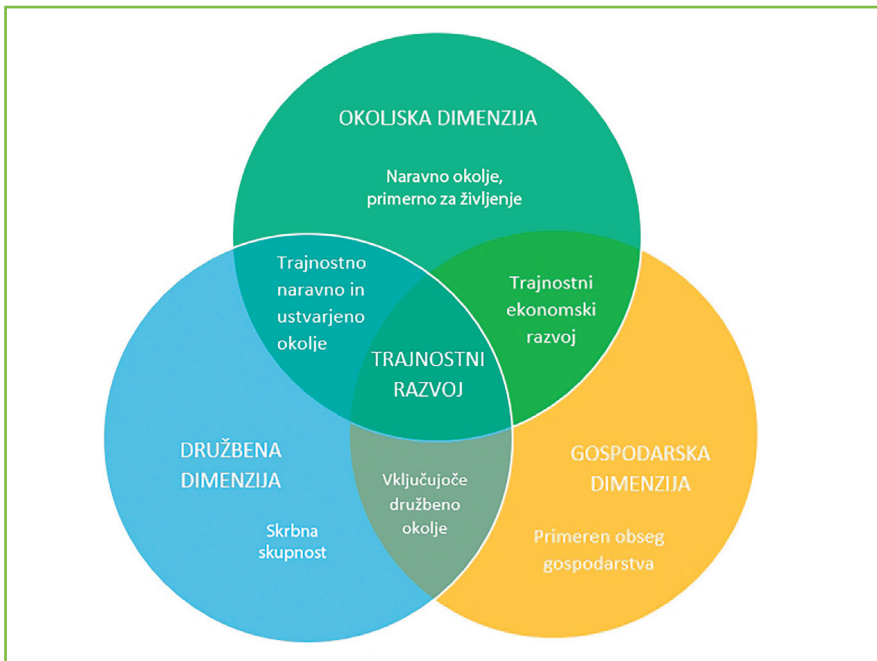 OKOLJSKA DIMENZIJA
Naravno okolje,
primerno za življenje
Trajnostno
naravno in
ustvarjeno
okolje
Trajnostni
ekonomski
razvoj
TRAJNOSTNI
RAZVOJ
DRUŽBENA
DIMENZIJA
Skrbna
skupnost
Vključujoče
družbeno
okolje
GOSPODARSKA
DIMENZIJA
Primeren obseg
gospodarstva